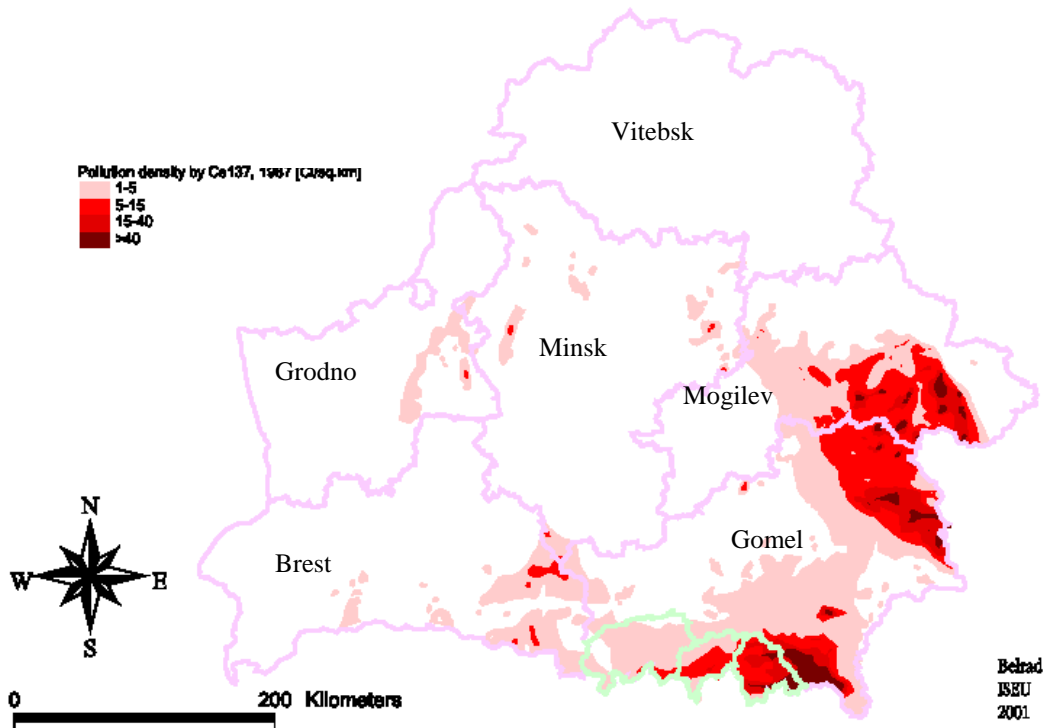 Vitebsk
Pollution density by Cs137, 1987 [Ci/sq.km]
1-5
5-15
15-40
>40
Minsk
Grodno
Mogilev
N
W E
S
Brest
Gomel
0 200 Kilometers
Belrad
ISEU
2001